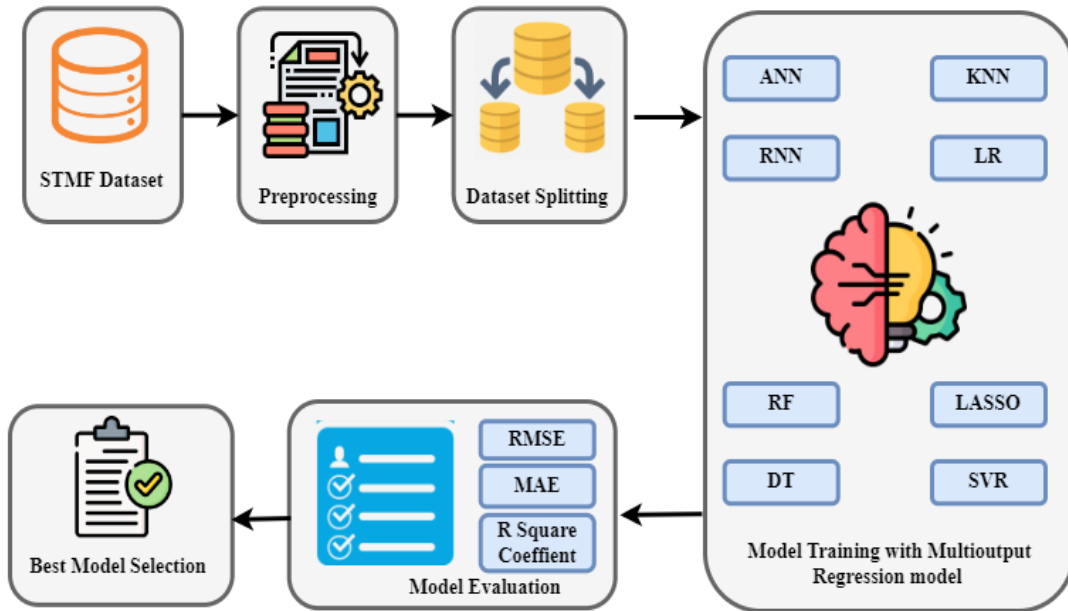 STMF Dataset
Preprocessing
Dataset Splitting
ANN
KNN
RNN
LR
RF
LASSO
DT
SVR
Model Training with Multioutput
Regression model
RMSE
MAE
R Square
Coeffient
Model Evaluation
Best Model Selection